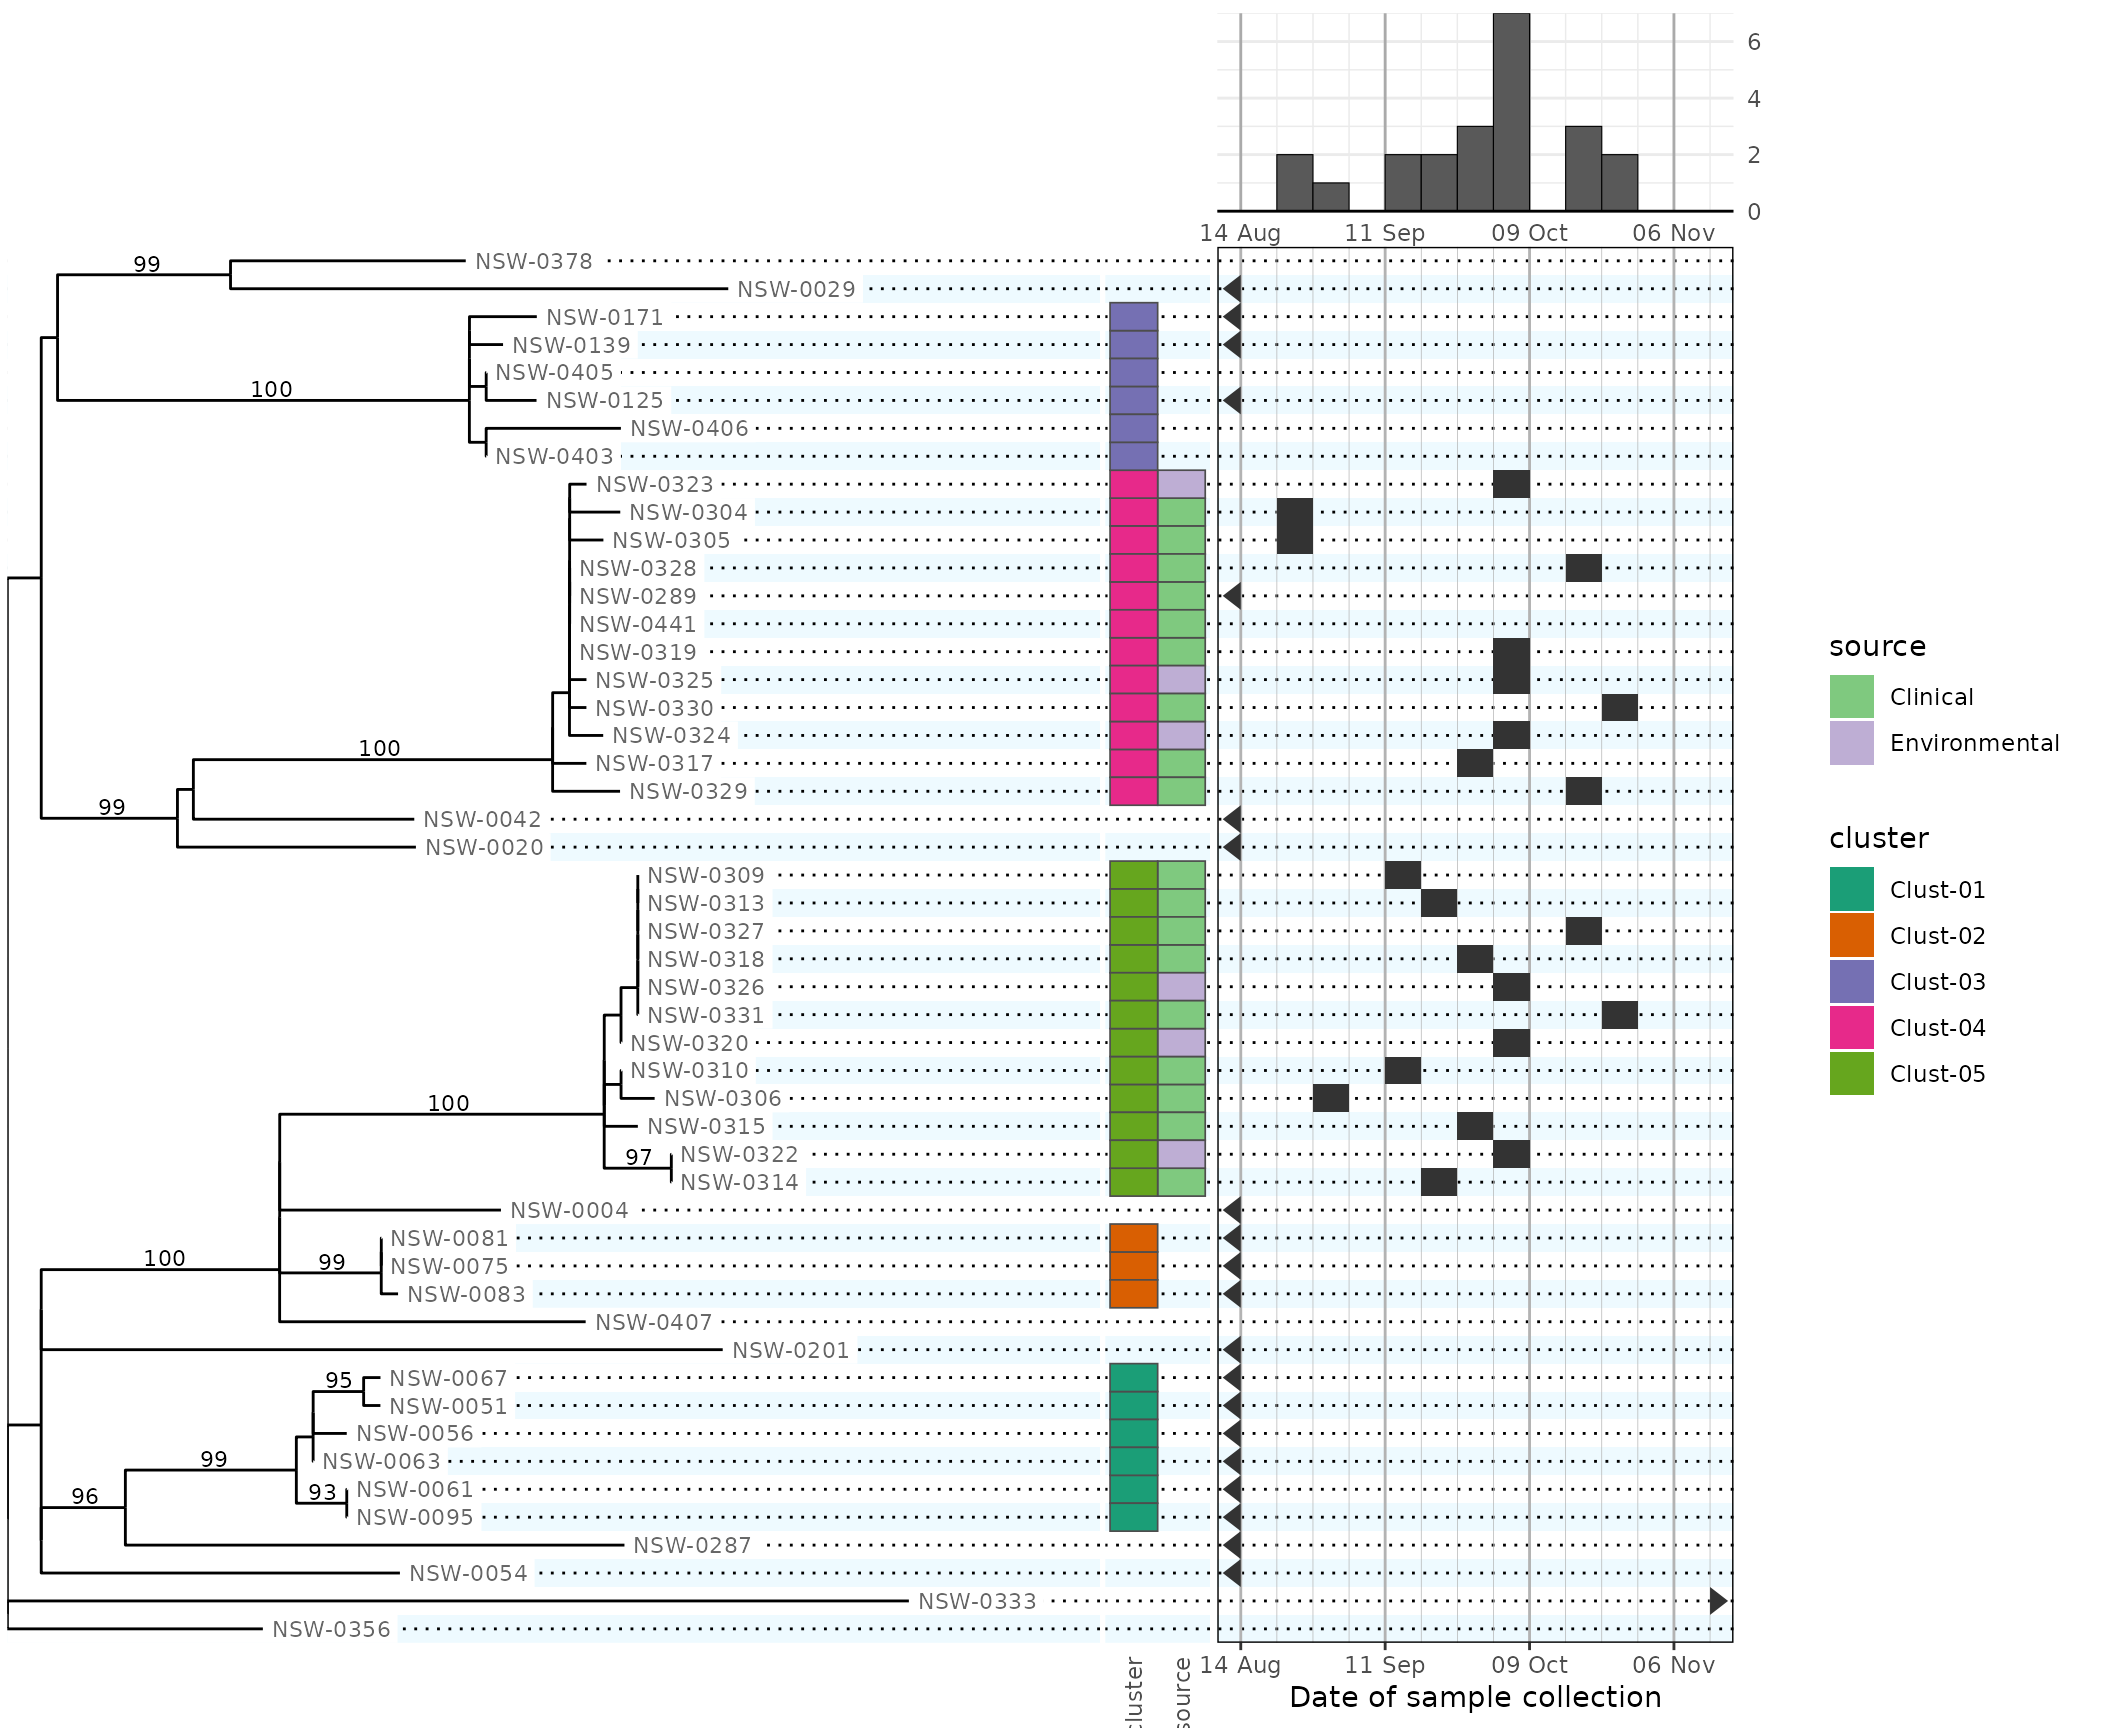 6
4
2
0
14 Aug 11 Sep 09 Oct 06 Nov
99
NSW-0378
NSW-0029
NSW-0171
NSW-0139
NSW-0405
100
NSW-0125
NSW-0406
NSW-0403
NSW-0323
NSW-0304
NSW-0305
NSW-0328
NSW-0289
NSW-0441
NSW-0319
NSW-0325
NSW-0330
NSW-0324
100
NSW-0317
NSW-0329
99
NSW-0042
NSW-0020
NSW-0309
NSW-0313
NSW-0327
NSW-0318
NSW-0326
NSW-0331
NSW-0320
NSW-0310
NSW-0306
100
NSW-0315
97
NSW-0322
NSW-0314
NSW-0004
NSW-0081
100
99
NSW-0075
NSW-0083
NSW-0407
NSW-0201
95
NSW-0067
NSW-0051
NSW-0056
99
NSW-0063
93
NSW-0061
96
NSW-0095
NSW-0287
NSW-0054
NSW-0333
NSW-0356
cluster
source
14 Aug 11 Sep 09 Oct 06 Nov
Date of sample collection
source
Clinical
Environmental
cluster
Clust-01
Clust-02
Clust-03
Clust-04
Clust-05